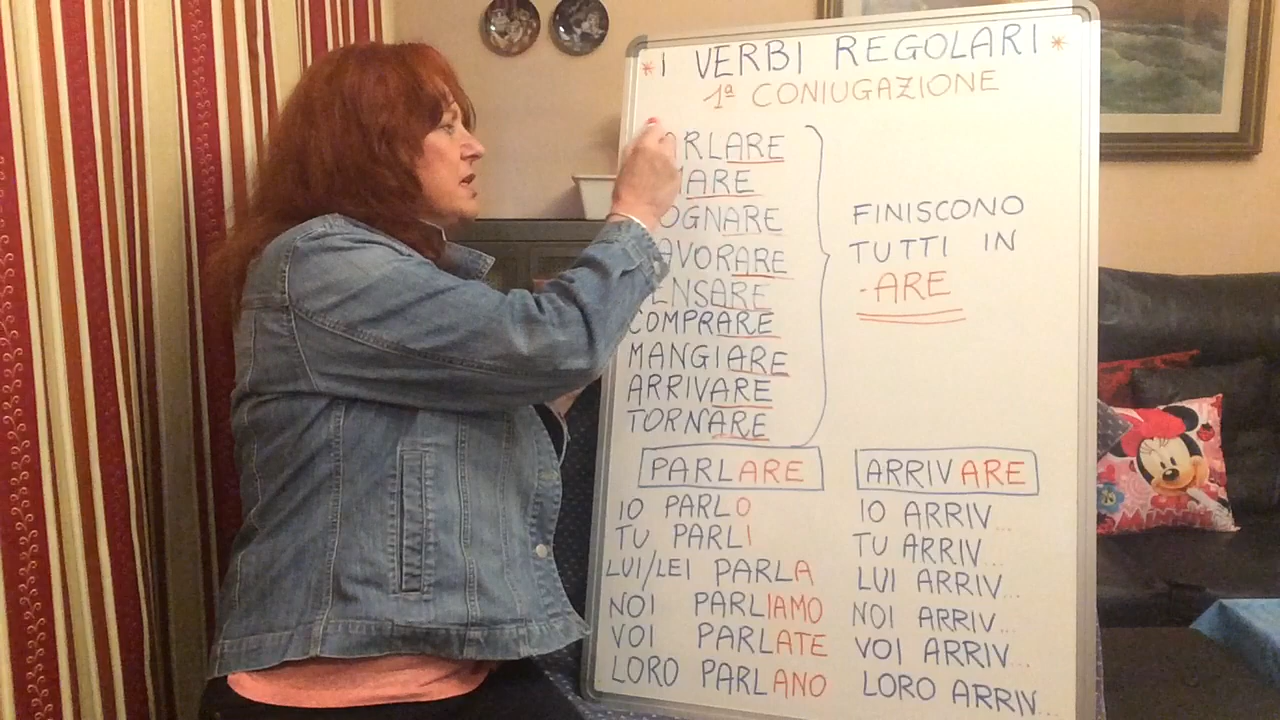 * I VERBI REGOLARI *
1ª CONIUGAZIONE
ARLARE
MARE
OGNARE
AVORARE
ENSARE
COMPRARE
MANGIARE
ARRIVARE
TORNARE
FINISCONO
TUTTI IN
-ARE
PARLARE
IO PARLO
TU PARLI
LUI/LEI PARLA
NOI PARLIAMO
VOI PARLATE
LORO PARLANO
ARRIVARE
IO ARRIV...
TU ARRIV...
LUI ARRIV...
NOI ARRIV...
VOI ARRIV...
LORO ARRIV...